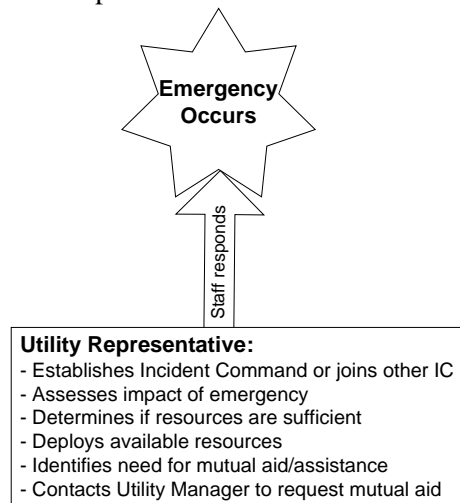 Emergency
Occurs
Staff responds
Utility Representative:
- Establishes Incident Command or joins other IC
- Assesses impact of emergency
- Determines if resources are sufficient
- Deploys available resources
- Identifies need for mutual aid/assistance
- Contacts Utility Manager to request mutual aid